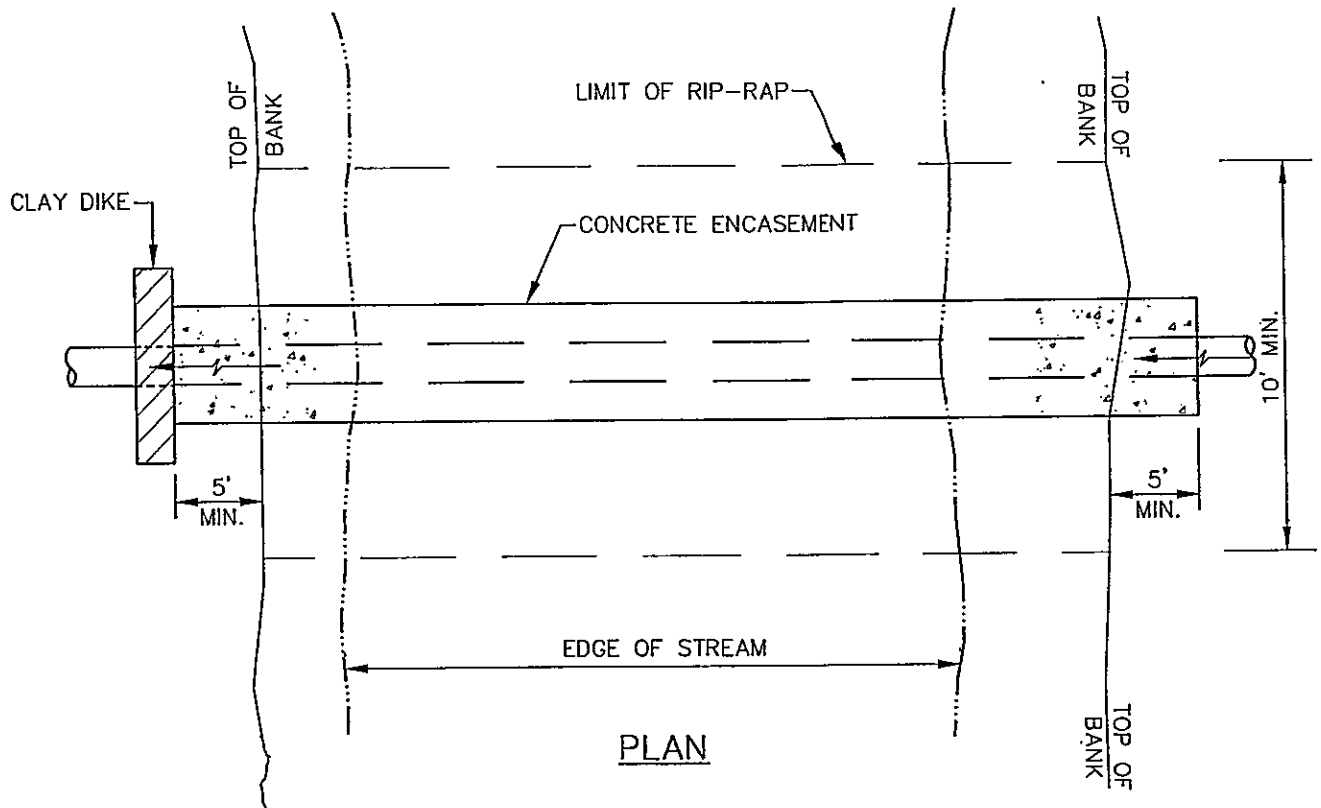 TOP OF
BANK
LIMIT OF RIP-RAP
TOP OF
BANK
CLAY DIKE
CONCRETE ENCASEMENT
10' MIN.
5'
MIN.
5'
MIN.
EDGE OF STREAM
PLAN
TOP OF
BANK